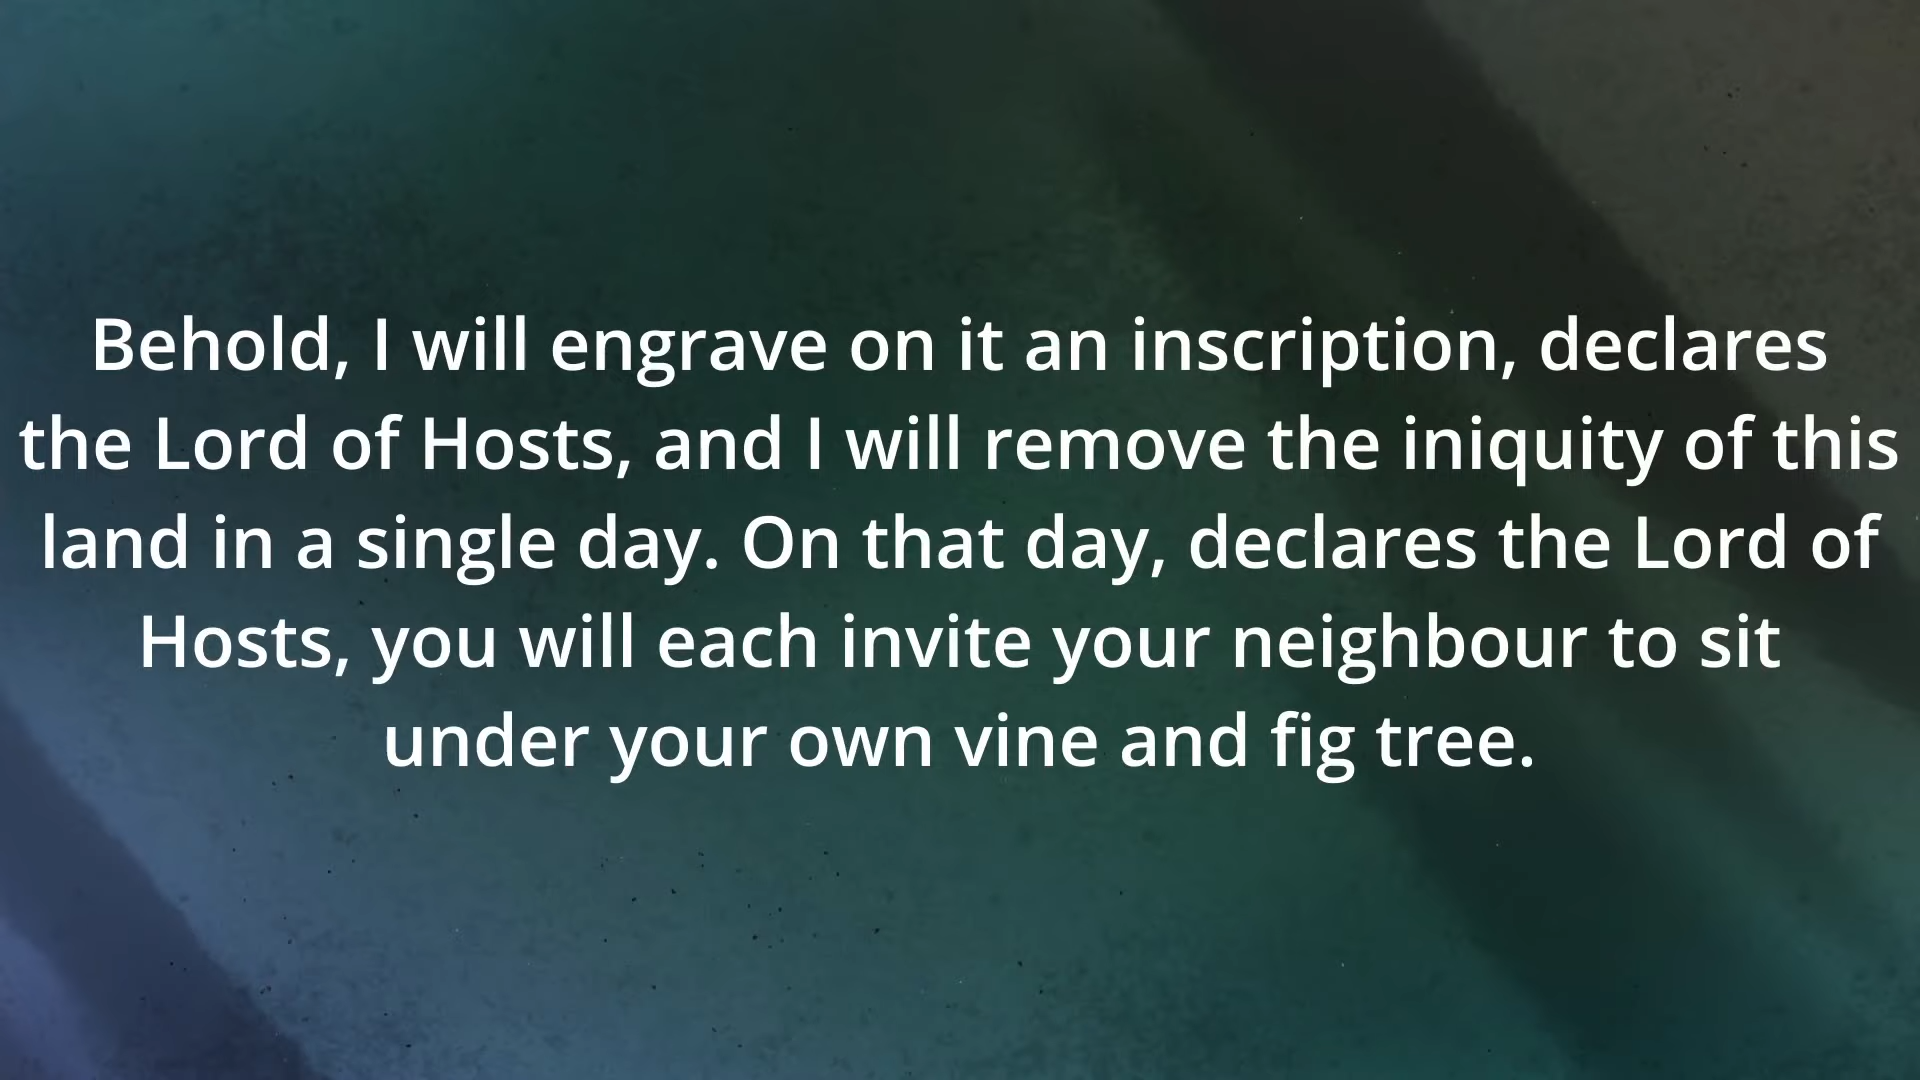 Behold, I will engrave on it an inscription, declares
the Lord of Hosts, and I will remove the iniquity of this
land in a single day. On that day, declares the Lord of
Hosts, you will each invite your neighbour to sit
under your own vine and fig tree.